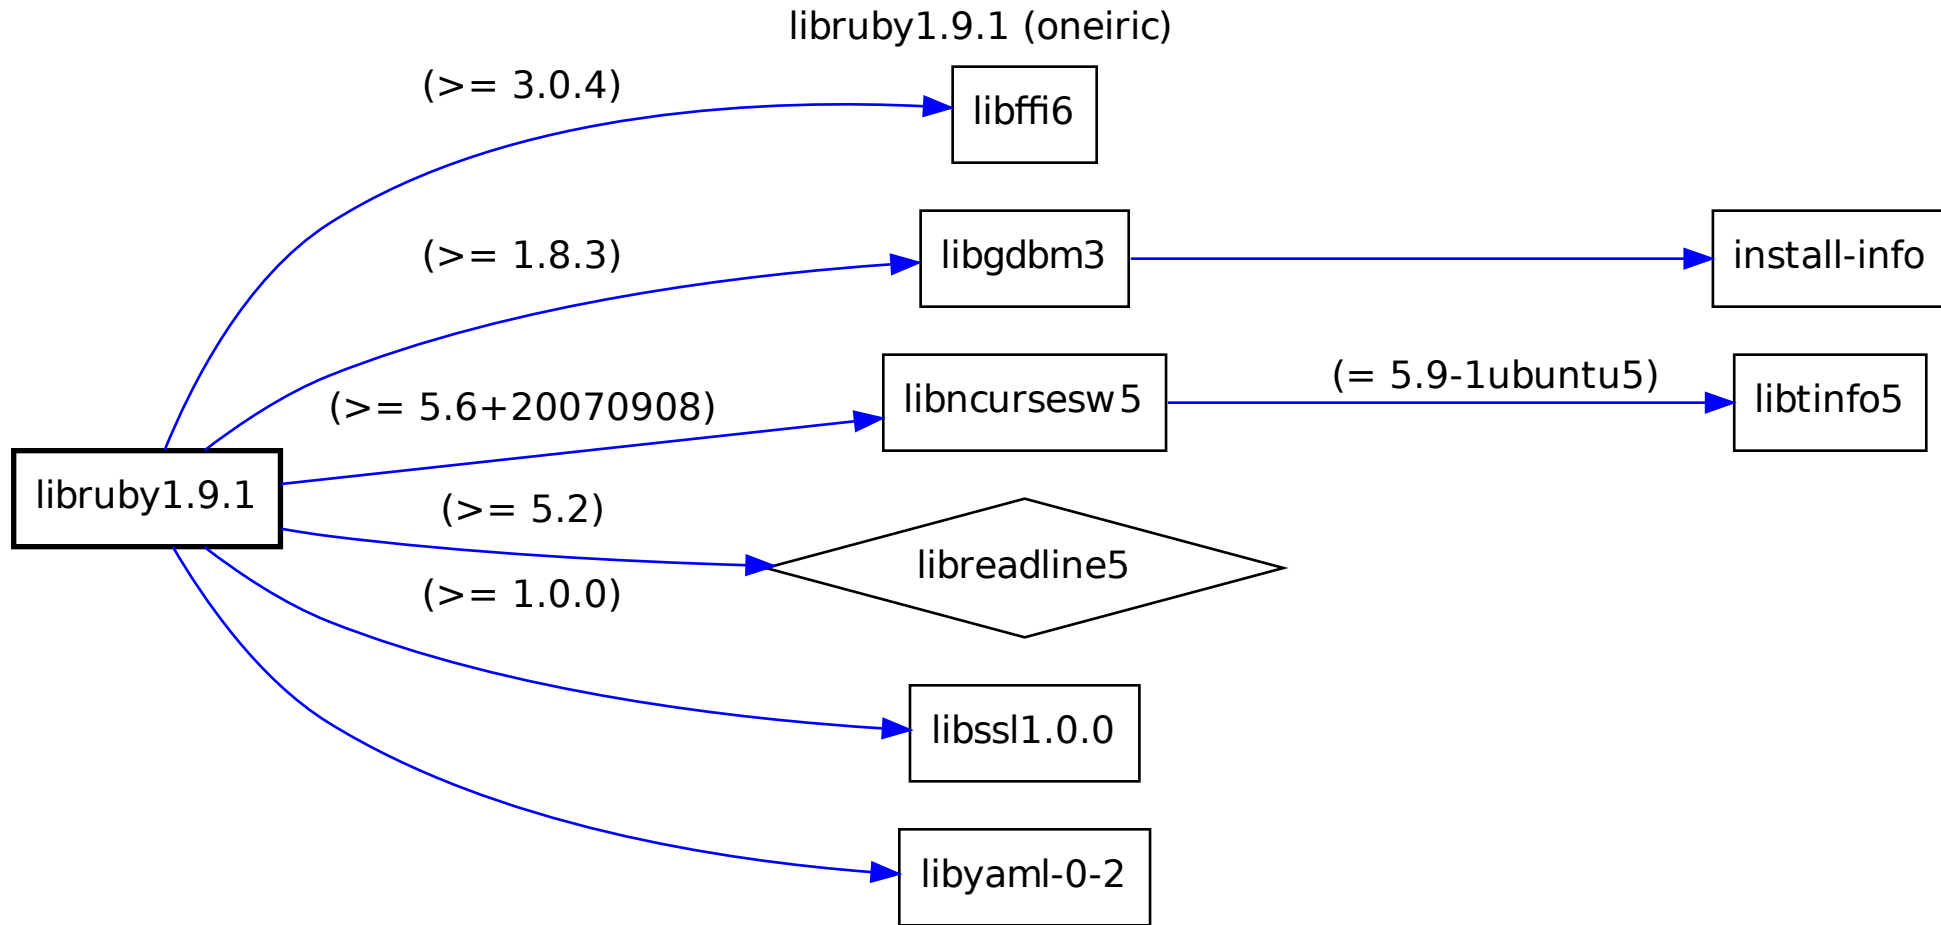 libruby1.9.1 (oneiric)
(>= 3.0.4)
libffi6
(>= 1.8.3)
libgdbm3
install-info
(>= 5.6+20070908)
libncursesw5
(= 5.9-1ubuntu5)
libtinfo5
libruby1.9.1
(>= 5.2)
libreadline5
(>= 1.0.0)
libssl1.0.0
libyaml-0-2